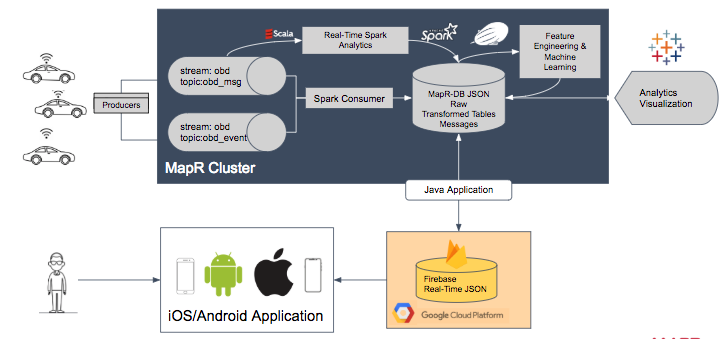 Scala
Real-Time Spark
Analytics
Spark
Feature
Engineering &
Machine
Learning
stream: obd
topic:obd_msg
Producers
Spark Consumer
MapR-DB JSON
Raw
Transformed Tables
Messages
Analytics
Visualization
stream: obd
topic:obd_event
MapR Cluster
Java Application
Firebase
Real-Time JSON
iOS/Android Application
Google Cloud Platform